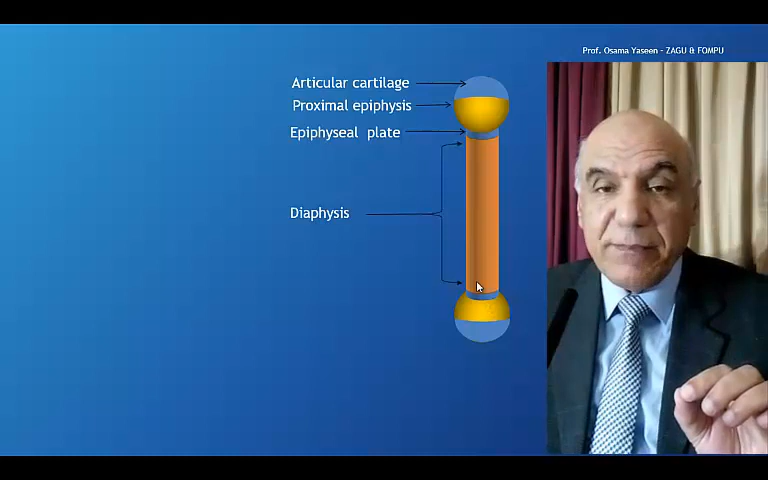 Prof. Osama Yaseen - ZAGU & FOMPU
Articular cartilage
Proximal epiphysis
Epiphyseal plate
Diaphysis